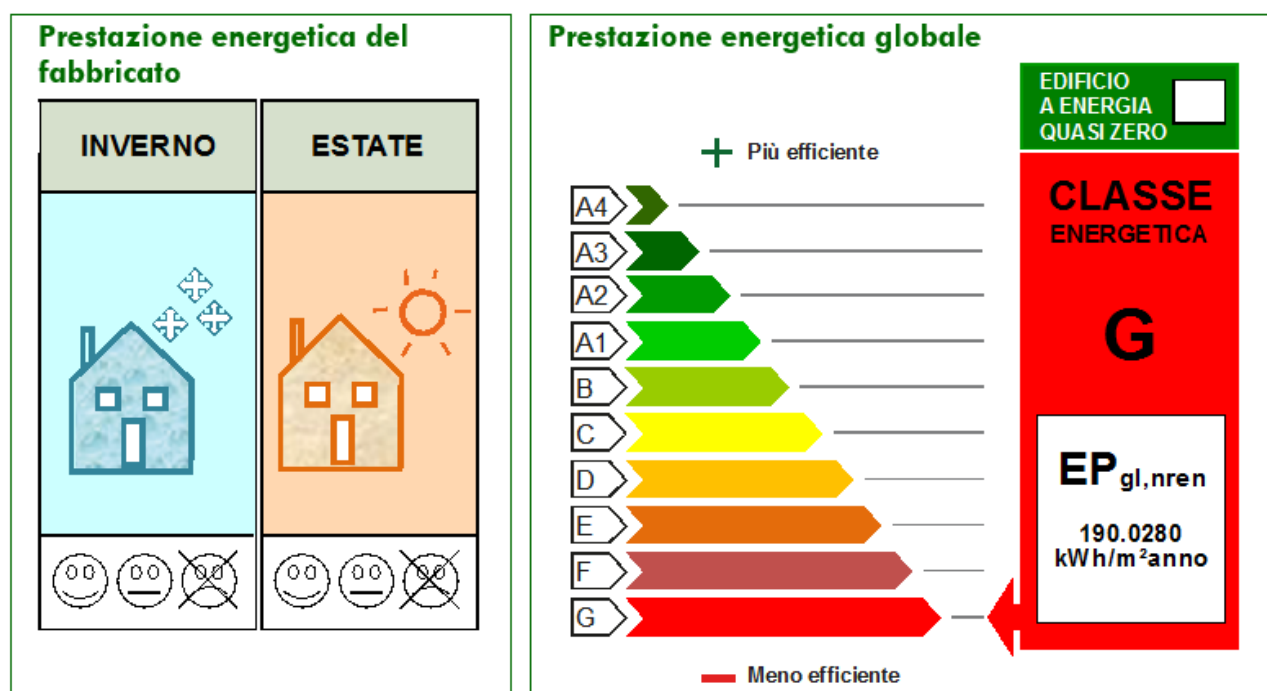 Prestazione energetica del
fabbricato
INVERNO
ESTATE
Prestazione energetica globale
+ Più efficiente
A4
A3
A2
A1
B
C
D
E
F
G
— Meno efficiente
EDIFICIO
A ENERGIA
QUASI ZERO
CLASSE
ENERGETICA
G
EPgl,nren
190.0280
kWh/m²anno